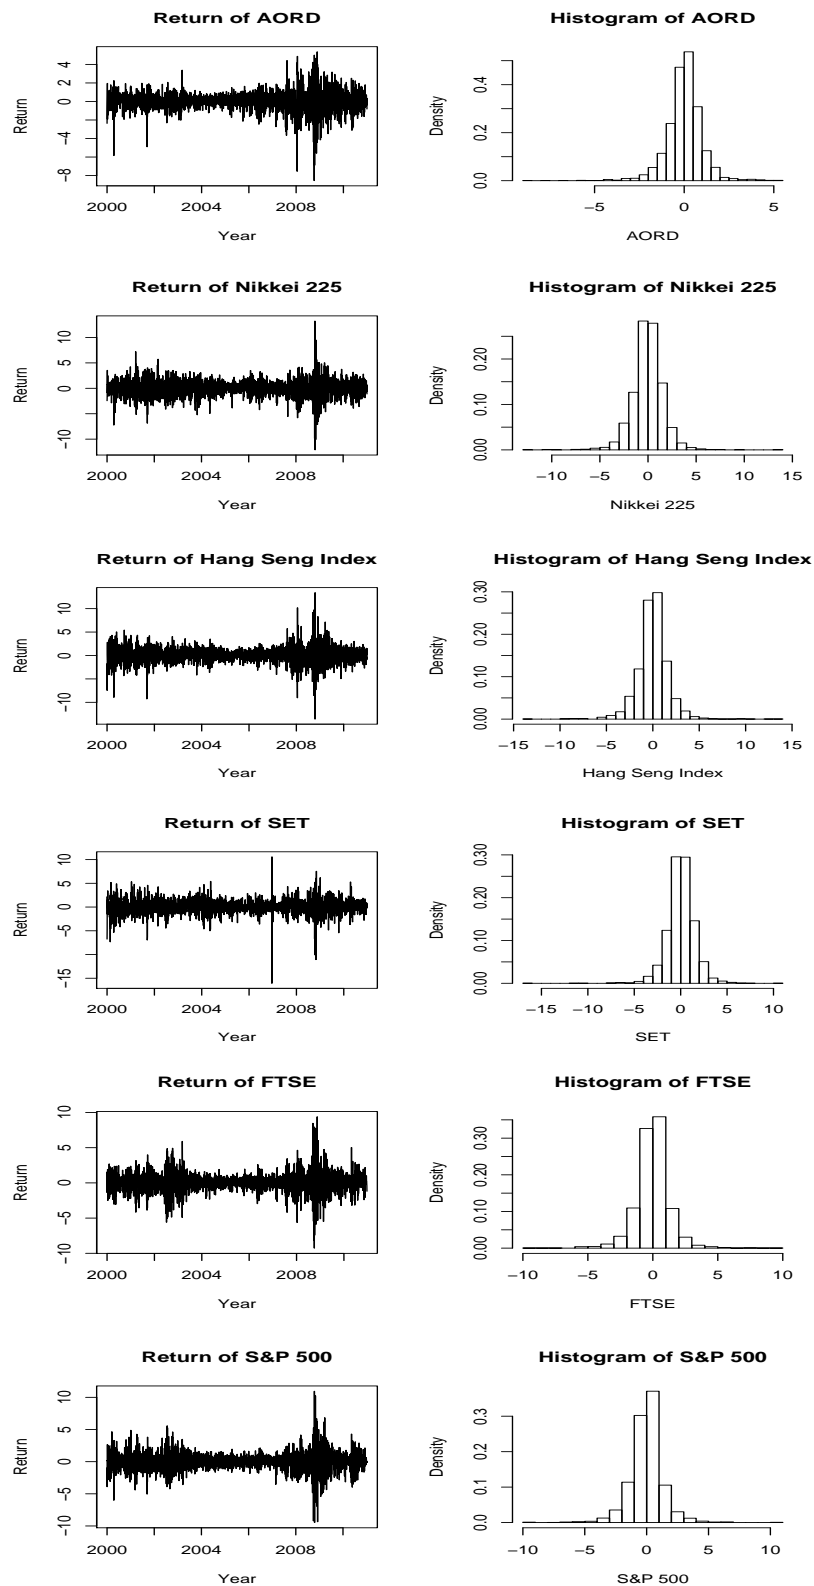 Return of AORD
Histogram of AORD
Return
4
2
0
−4
−8
2000
2004
2008
Year
Density
0.4
0.2
0.0
−5
0
5
AORD
Return of Nikkei 225
Histogram of Nikkei 225
Return
10
5
0
−10
2000
2004
2008
Year
Density
0.20
0.10
0.00
−10
−5
0
5
10
15
Nikkei 225
Return of Hang Seng Index
Histogram of Hang Seng Index
Return
10
5
0
−10
2000
2004
2008
Year
Density
0.30
0.20
0.10
0.00
−15
−10
−5
0
5
10
15
Hang Seng Index
Return of SET
Histogram of SET
Return
10
5
0
−5
−15
2000
2004
2008
Year
Density
0.30
0.20
0.10
0.00
−15
−10
−5
0
5
10
SET
Return of FTSE
Histogram of FTSE
Return
10
5
0
−5
−10
2000
2004
2008
Year
Density
0.30
0.20
0.10
0.00
−10
−5
0
5
10
FTSE
Return of S&P 500
Histogram of S&P 500
Return
10
5
0
−5
−10
2000
2004
2008
Year
Density
0.3
0.2
0.1
0.0
−10
−5
0
5
10
S&P 500